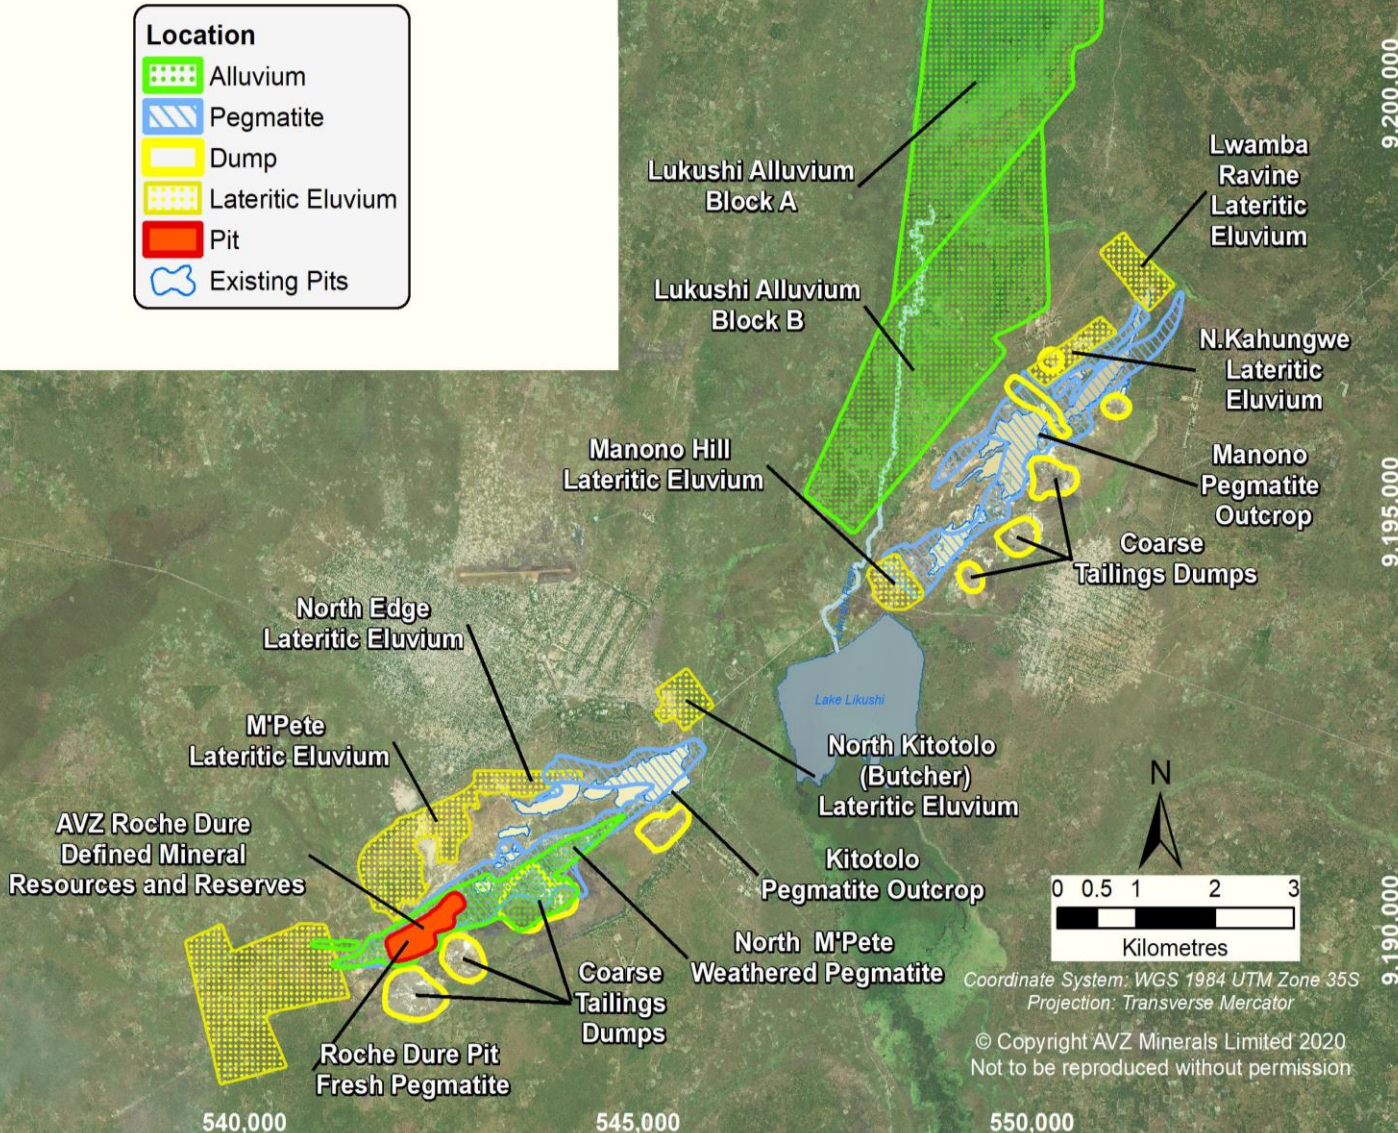 Location
Alluvium
Pegmatite
Dump
Lateritic Eluvium
Pit
Existing Pits
9,200,000
Lwamba
Ravine
Lateritic
Eluvium
Lukushi Alluvium
Block A
Lukushi Alluvium
Block B
N.Kahungwe
Lateritic
Eluvium
Manono Hill
Lateritic Eluvium
Manono
Pegmatite
Outcrop
9,195,000
Coarse
Tailings Dumps
North Edge
Lateritic Eluvium
Lake Likushi
M'Pete
Lateritic Eluvium
North Kitotolo
(Butcher)
Lateritic Eluvium
N
AVZ Roche Dure
Defined Mineral
Resources and Reserves
Kitotolo
Pegmatite Outcrop
0 0.5 1 2 3
Kilometres
9,190,000
North M'Pete
Weathered Pegmatite
Coarse
Tailings
Dumps
Coordinate System: WGS 1984 UTM Zone 35S
Projection: Transverse Mercator
Roche Dure Pit
Fresh Pegmatite
© Copyright AVZ Minerals Limited 2020
Not to be reproduced without permission
540,000
545,000
550,000